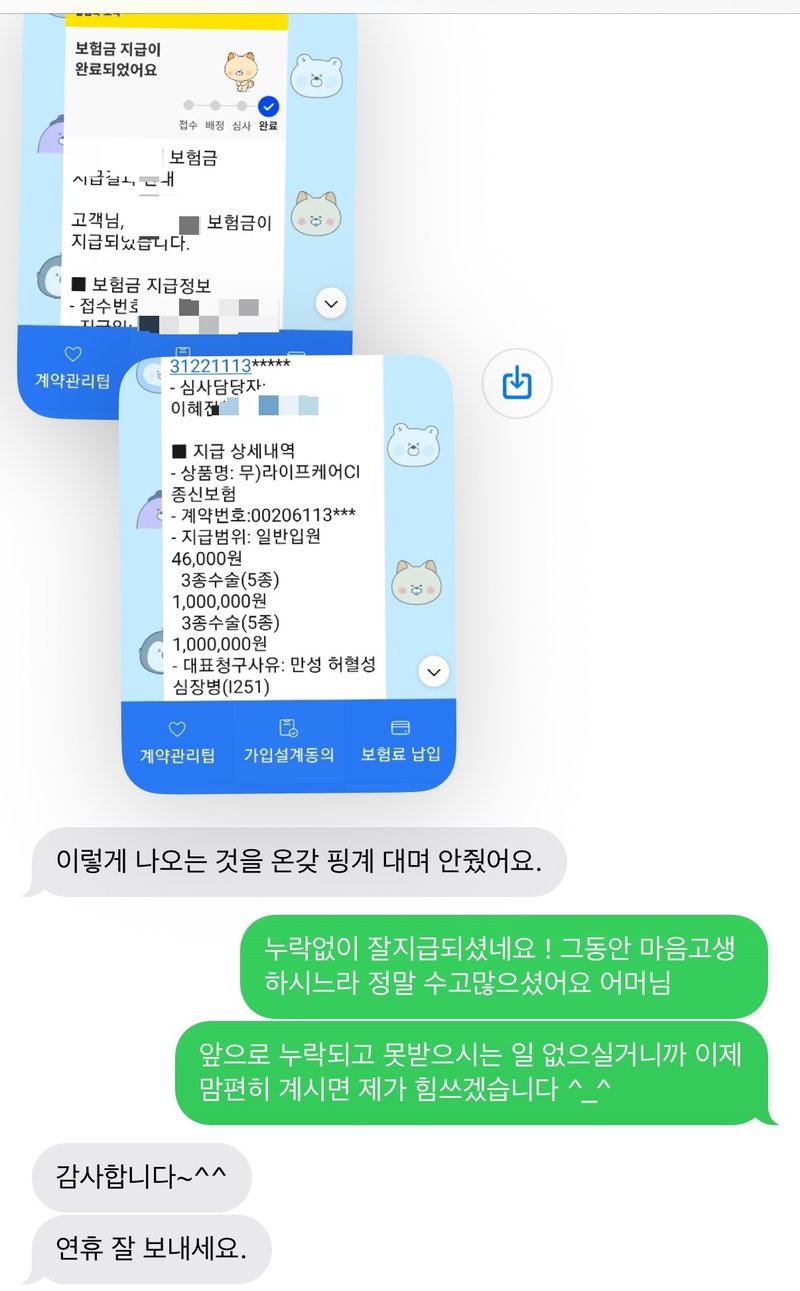 보험금 지급이
완료되었어요
접수 배정 심사 완료
보험금
고객님, 보험금이
지급되었습니다.
■ 보험금 지급정보
- 접수번호
계약관리팁
31221113*****
- 심사담당자:
이혜전
■ 지급 상세내역
- 상품명: 무)라이프케어CI
종신보험
- 계약번호:00206113***
- 지급범위: 일반입원
46,000원
3종수술(5종)
1,000,000원
3종수술(5종)
1,000,000원
- 대표청구사유: 만성 허혈성
심장병(I251)
계약관리팁 가입설계동의 보험료 납입
이렇게 나오는 것을 온갖 핑계 대며 안줬어요.
누락없이 잘지급되셨네요 ! 그동안 마음고생
하시느라 정말 수고많으셨어요 어머님
앞으로 누락되고 못받으시는 일 없으실거니까 이제
맘편히 계시면 제가 힘쓰겠습니다 ^_^
감사합니다~^^
연휴 잘 보내세요.